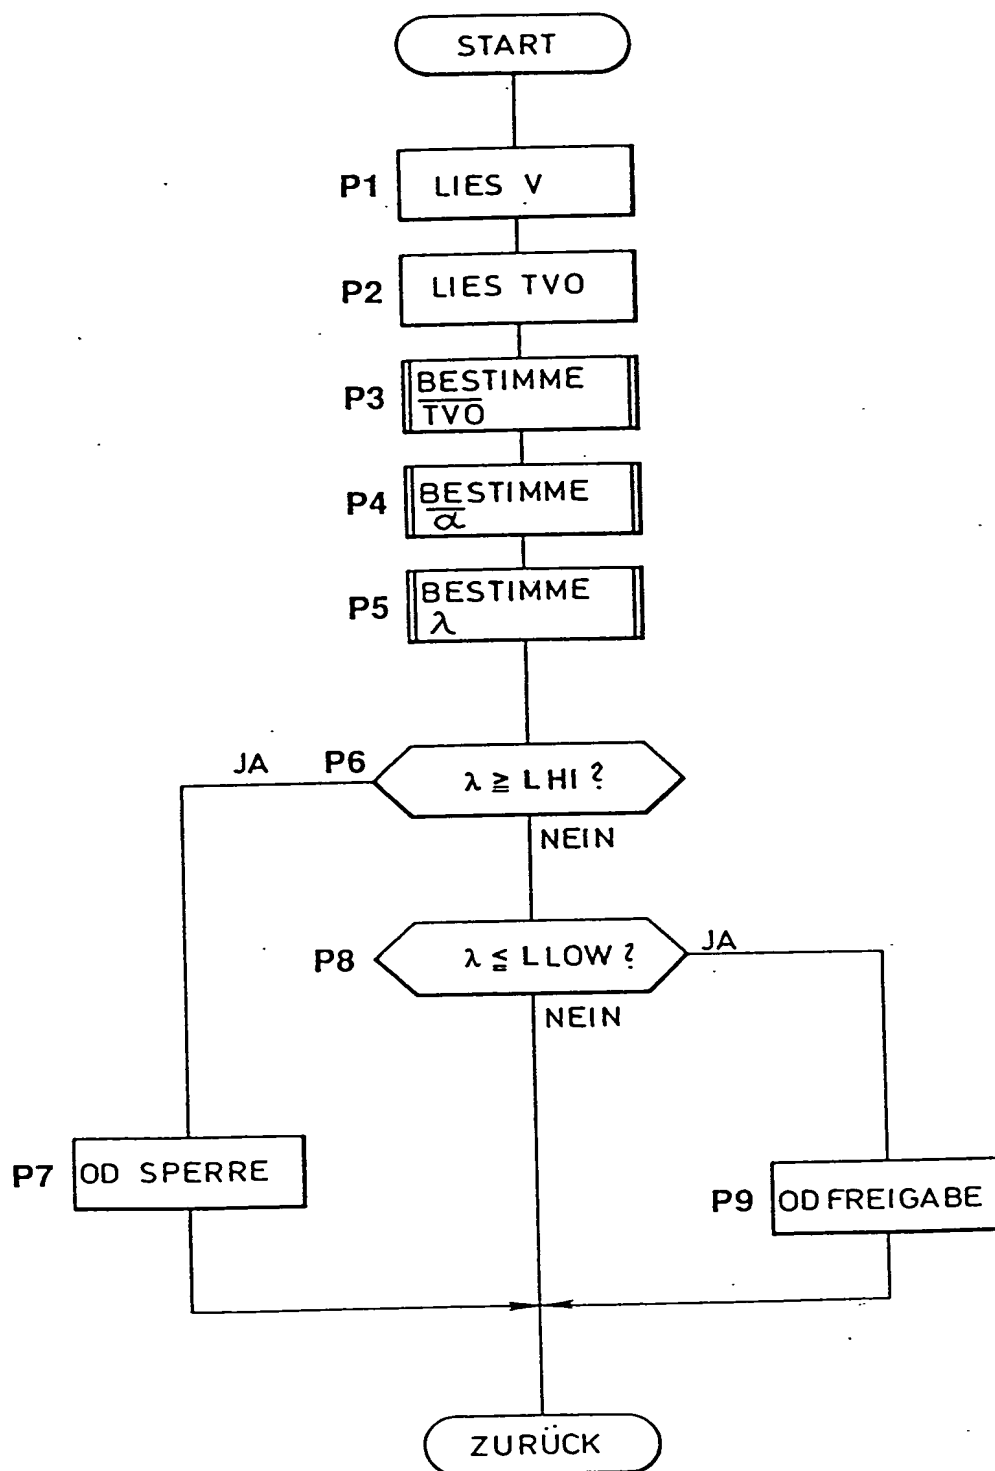 START
P1 LIES V
P2 LIES TVO
P3 BESTIMME
T̅V̅O̅
P4 BESTIMME
α̅
P5 BESTIMME
λ
JA P6 λ ≧ LHI ?
NEIN
P8 λ ≦ LLOW ? JA
NEIN
P7 OD SPERRE
P9 OD FREIGABE
ZURÜCK